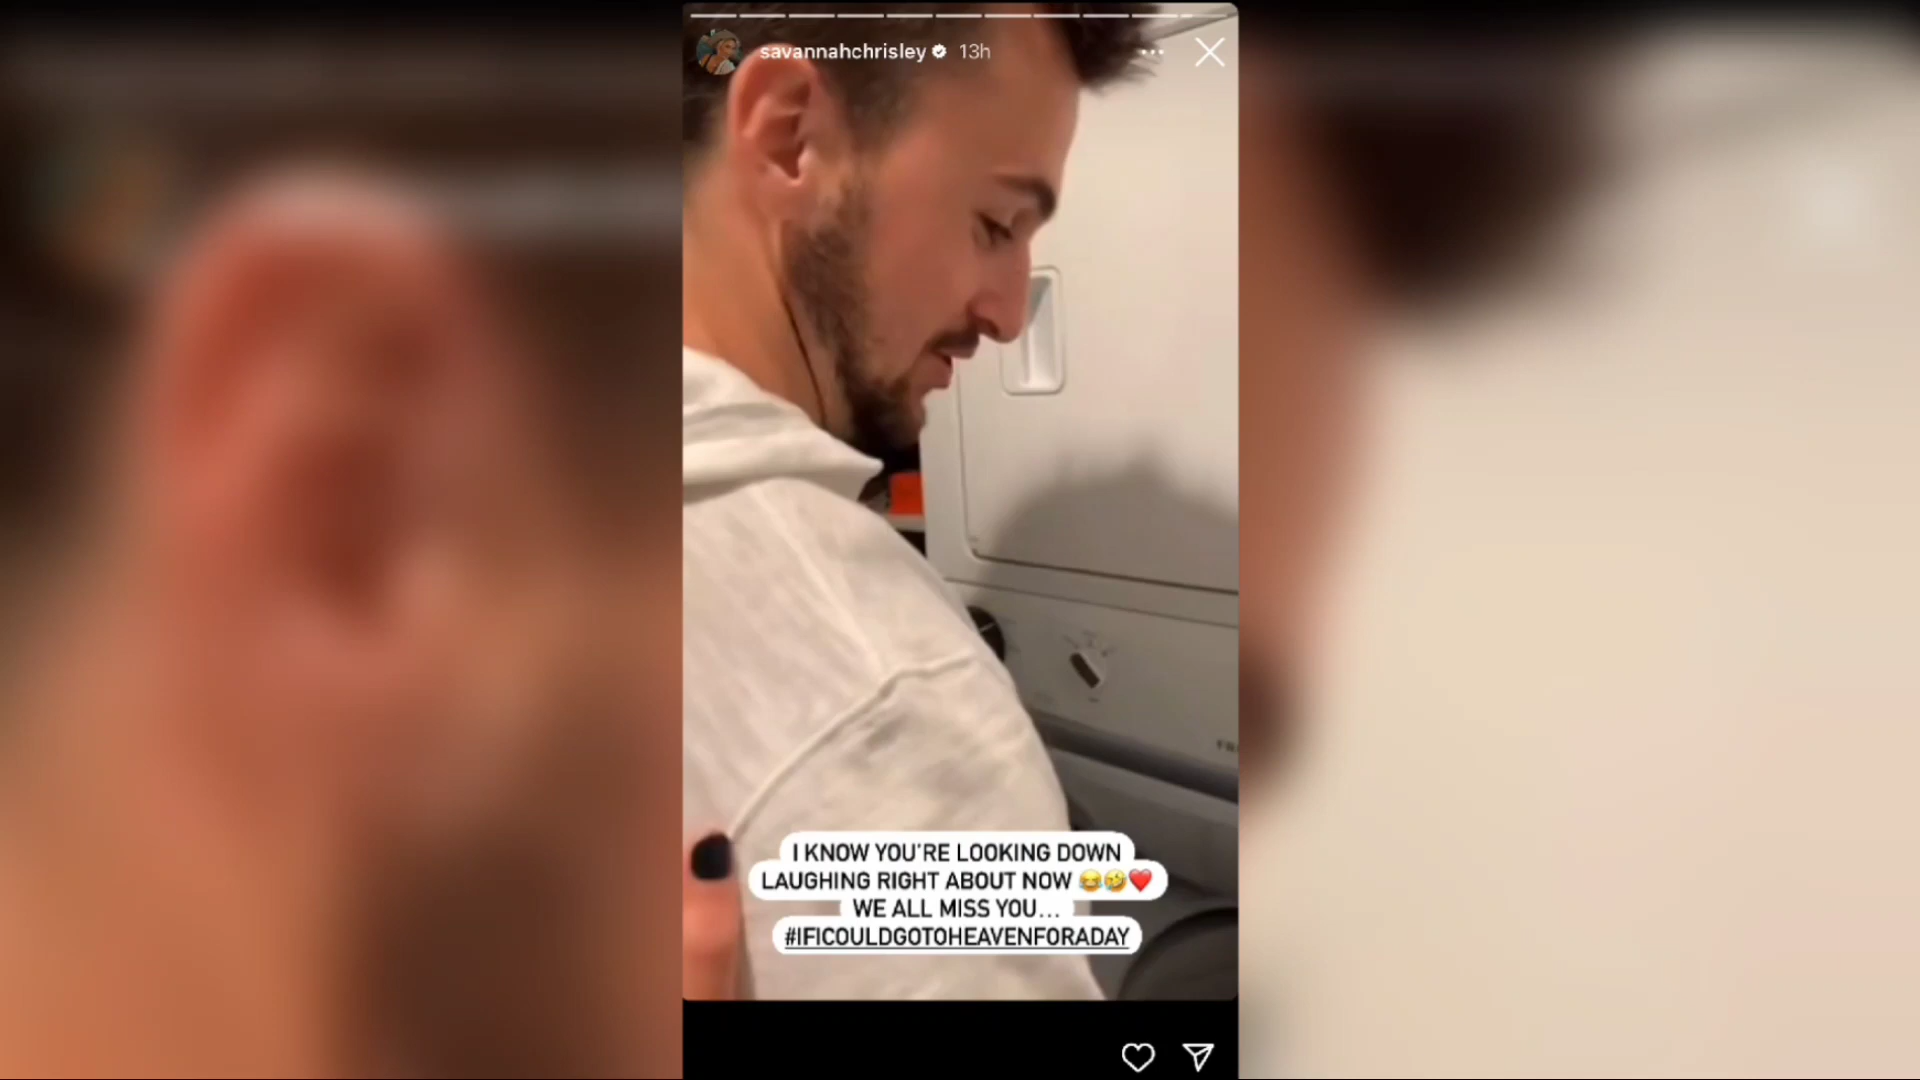 savannahchrisley 13h
I KNOW YOU'RE LOOKING DOWN
LAUGHING RIGHT ABOUT NOW 😂🤣❤️
WE ALL MISS YOU...
#IFICOULDGOTOHEAVENFORADAY